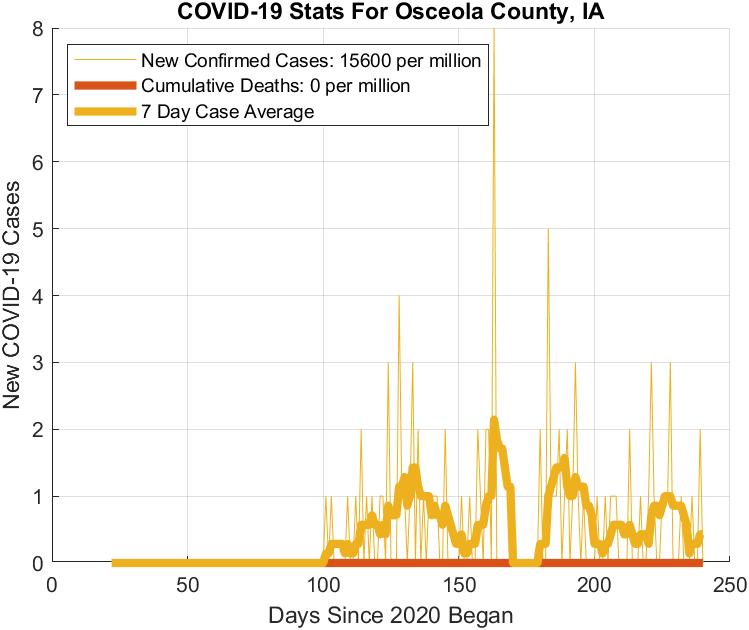 COVID-19 Stats For Osceola County, IA
New Confirmed Cases: 15600 per million
Cumulative Deaths: 0 per million
7 Day Case Average
New COVID-19 Cases
8
7
6
5
4
3
2
1
0
0 50 100 150 200 250
Days Since 2020 Began